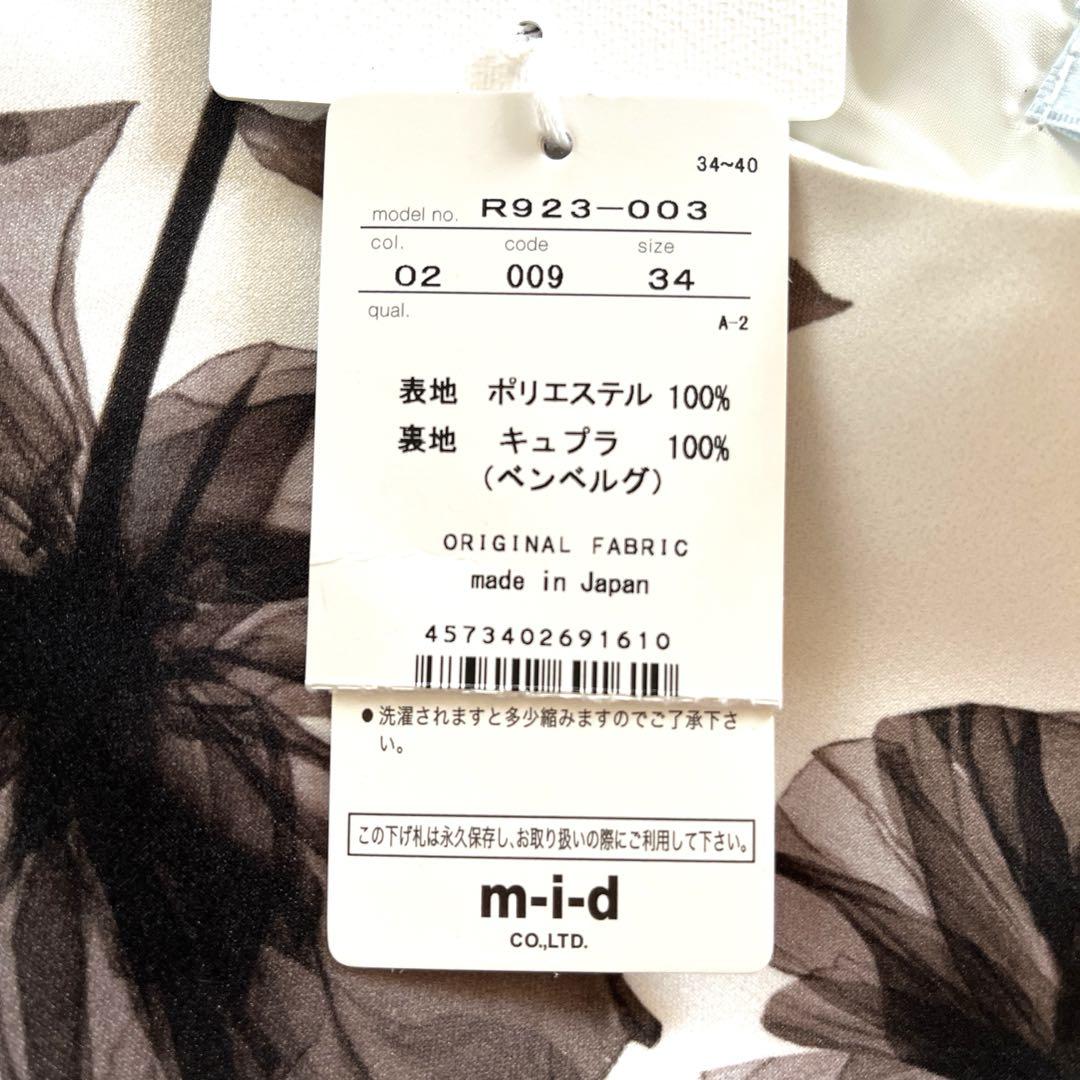 34~40
model no. R923-003
col. code size
02 009 34
qual.
A-2
表地 ポリエステル 100%
裏地 キュプラ 100%
(ベンベルグ)
ORIGINAL FABRIC
made in Japan
4573402691610
●洗濯されますと多少縮みますのでご了承下さ
い。
この下げ札は永久保存し、お取り扱いの際にご利用して下さい。
m-i-d
CO.,LTD.